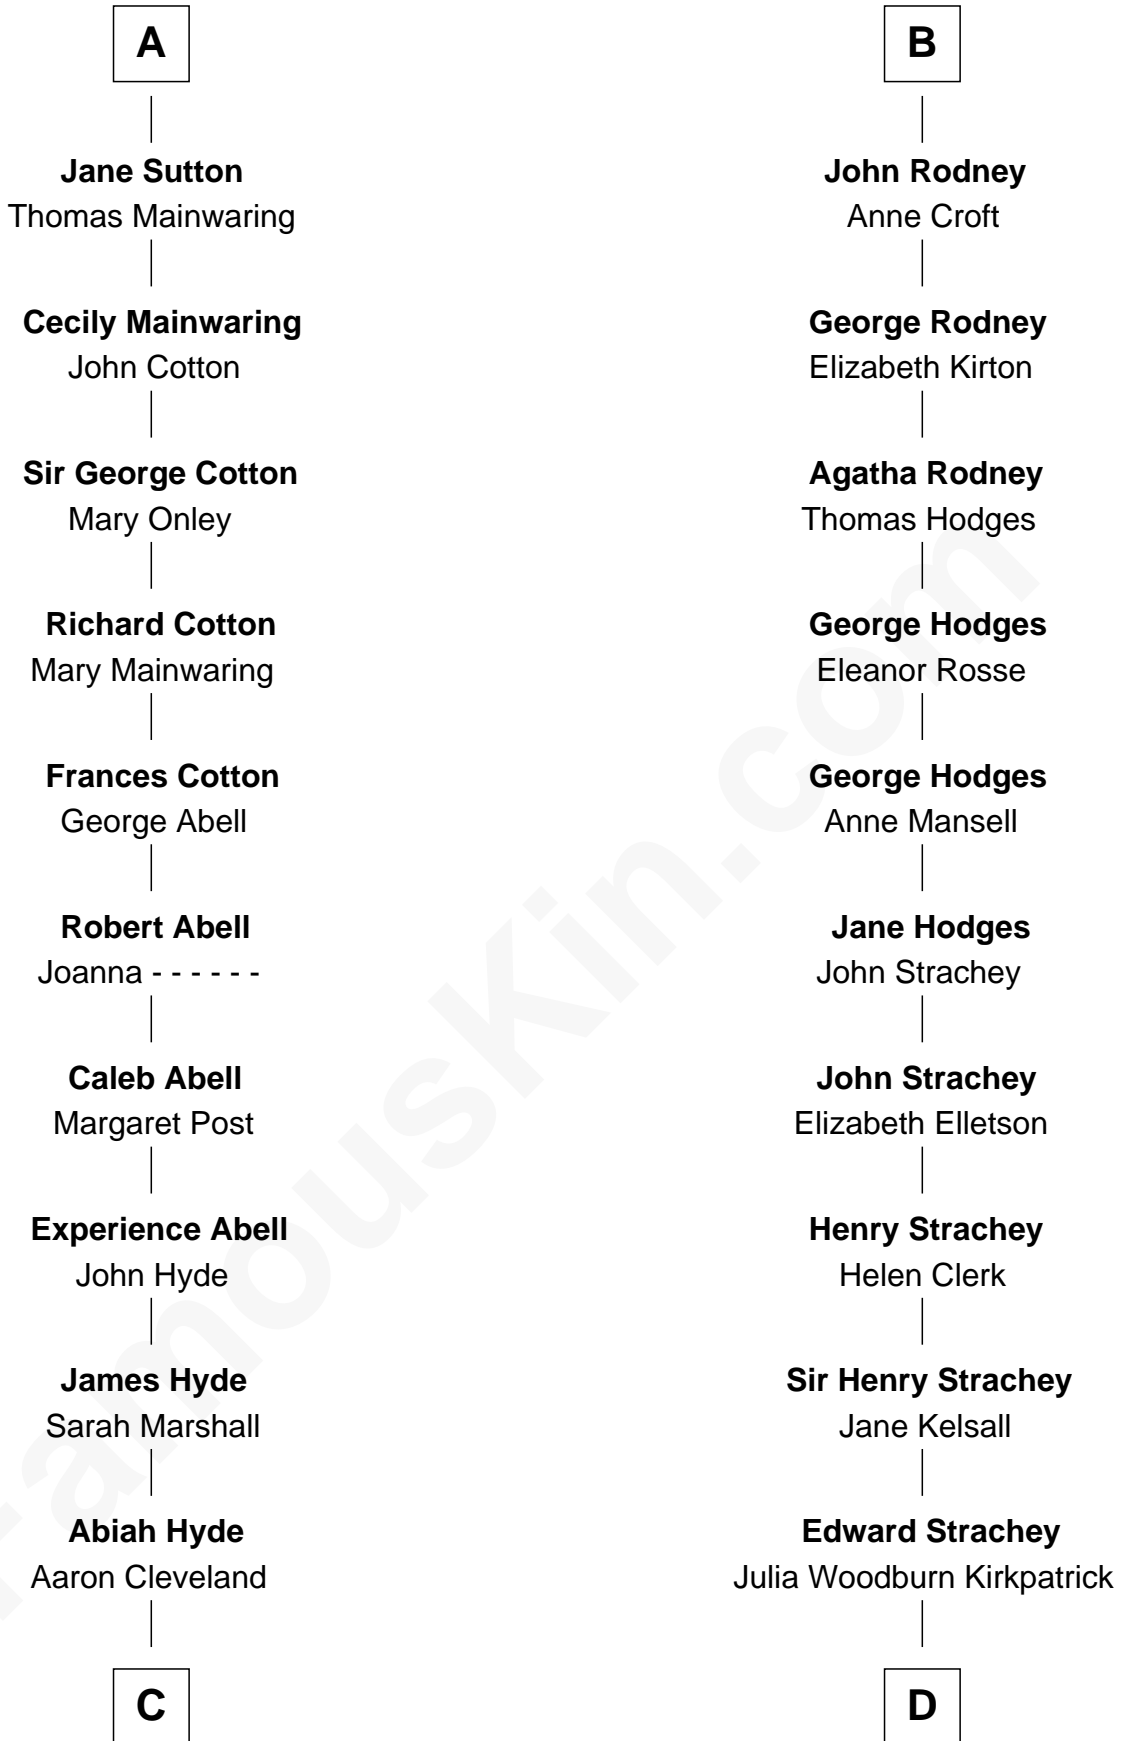 A
Jane Sutton
Thomas Mainwaring
Cecily Mainwaring
John Cotton
Sir George Cotton
Mary Onley
Richard Cotton
Mary Mainwaring
Frances Cotton
George Abell
Robert Abell
Joanna - - - - - -
Caleb Abell
Margaret Post
Experience Abell
John Hyde
James Hyde
Sarah Marshall
Abiah Hyde
Aaron Cleveland
C
B
John Rodney
Anne Croft
George Rodney
Elizabeth Kirton
Agatha Rodney
Thomas Hodges
George Hodges
Eleanor Rosse
George Hodges
Anne Mansell
Jane Hodges
John Strachey
John Strachey
Elizabeth Elletson
Henry Strachey
Helen Clerk
Sir Henry Strachey
Jane Kelsall
Edward Strachey
Julia Woodburn Kirkpatrick
D
FamousKin.com